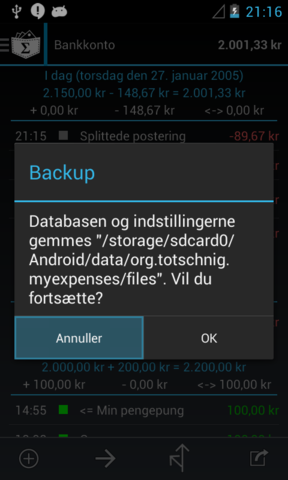 21:16
Bankkonto 2.001,33 kr
I dag (torsdag den 27. januar 2005)
2.150,00 kr - 148,67 kr = 2.001,33 kr
+ 0,00 kr - 148,67 kr <-> 0,00 kr
21:15 Splittede postering -89,67 kr
Backup
Databasen og indstillingerne
gemmes "/storage/sdcard0/
Android/data/org.totschnig.
myexpenses/files". Vil du
fortsætte?
Annuller OK
2.000,00 kr + 200,00 kr = 2.200,00 kr
+ 100,00 kr - 0,00 kr <-> 100,00 kr
14:55 <= Min pengepung 100,00 kr